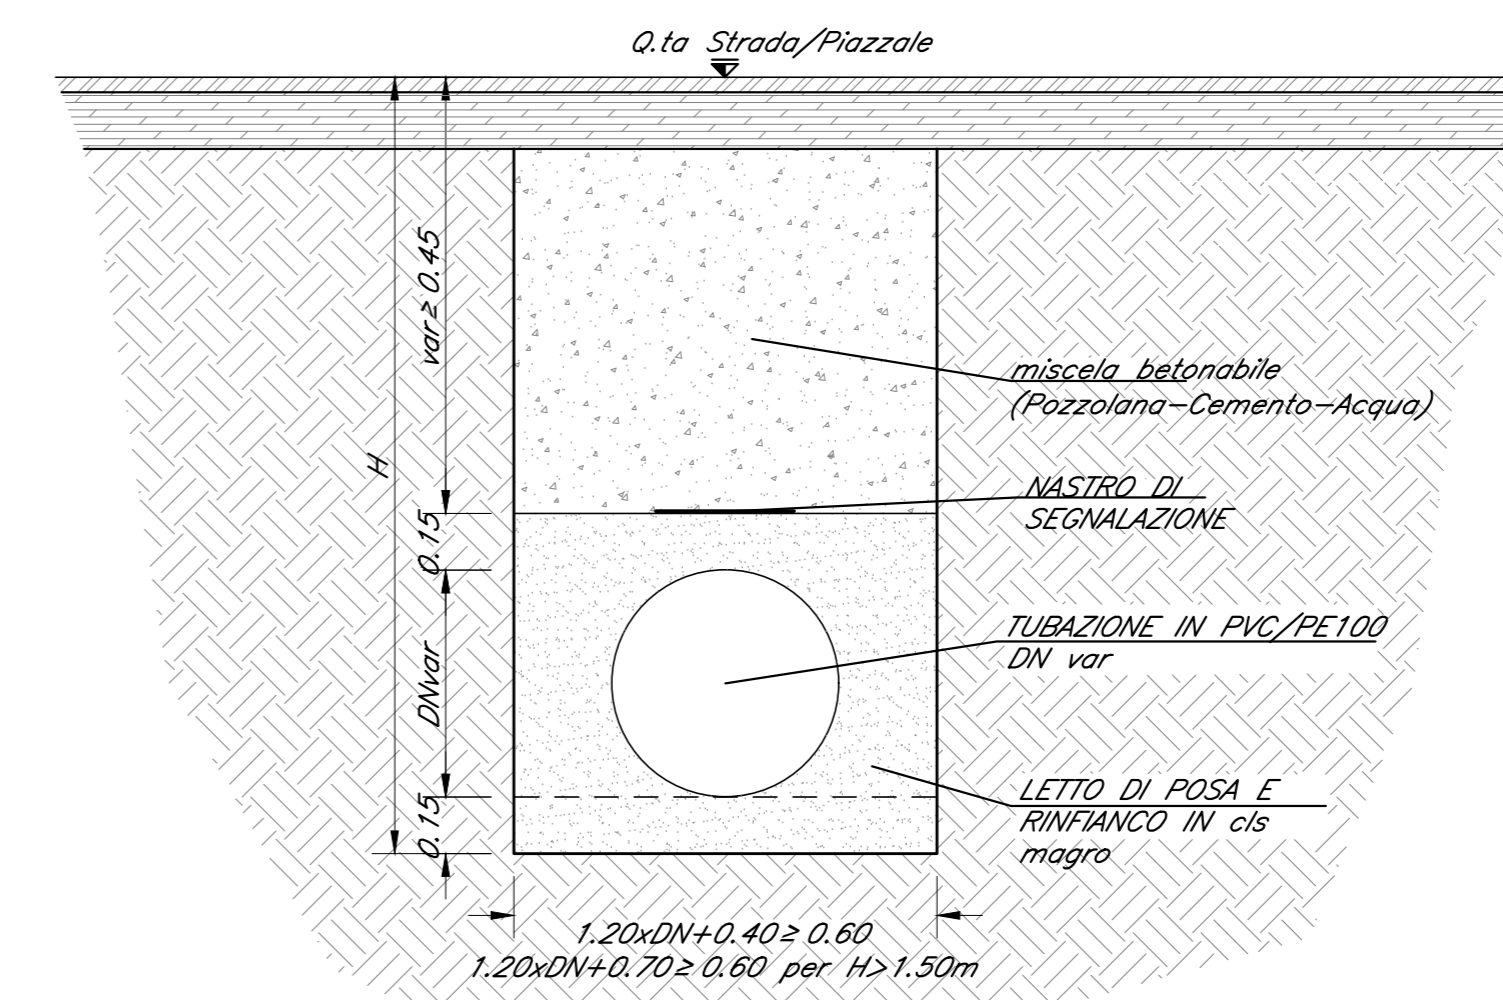 Q.ta Strada/Piazzale
var≥ 0.45
H
0.15
DNvar
0.15
miscela betonabile
(Pozzolana-Cemento-Acqua)
NASTRO DI
SEGNALAZIONE
TUBAZIONE IN PVC/PE100
DN var
LETTO DI POSA E
RINFIANCO IN cls
magro
1.20xDN+0.40≥ 0.60
1.20xDN+0.70≥ 0.60 per H>1.50m